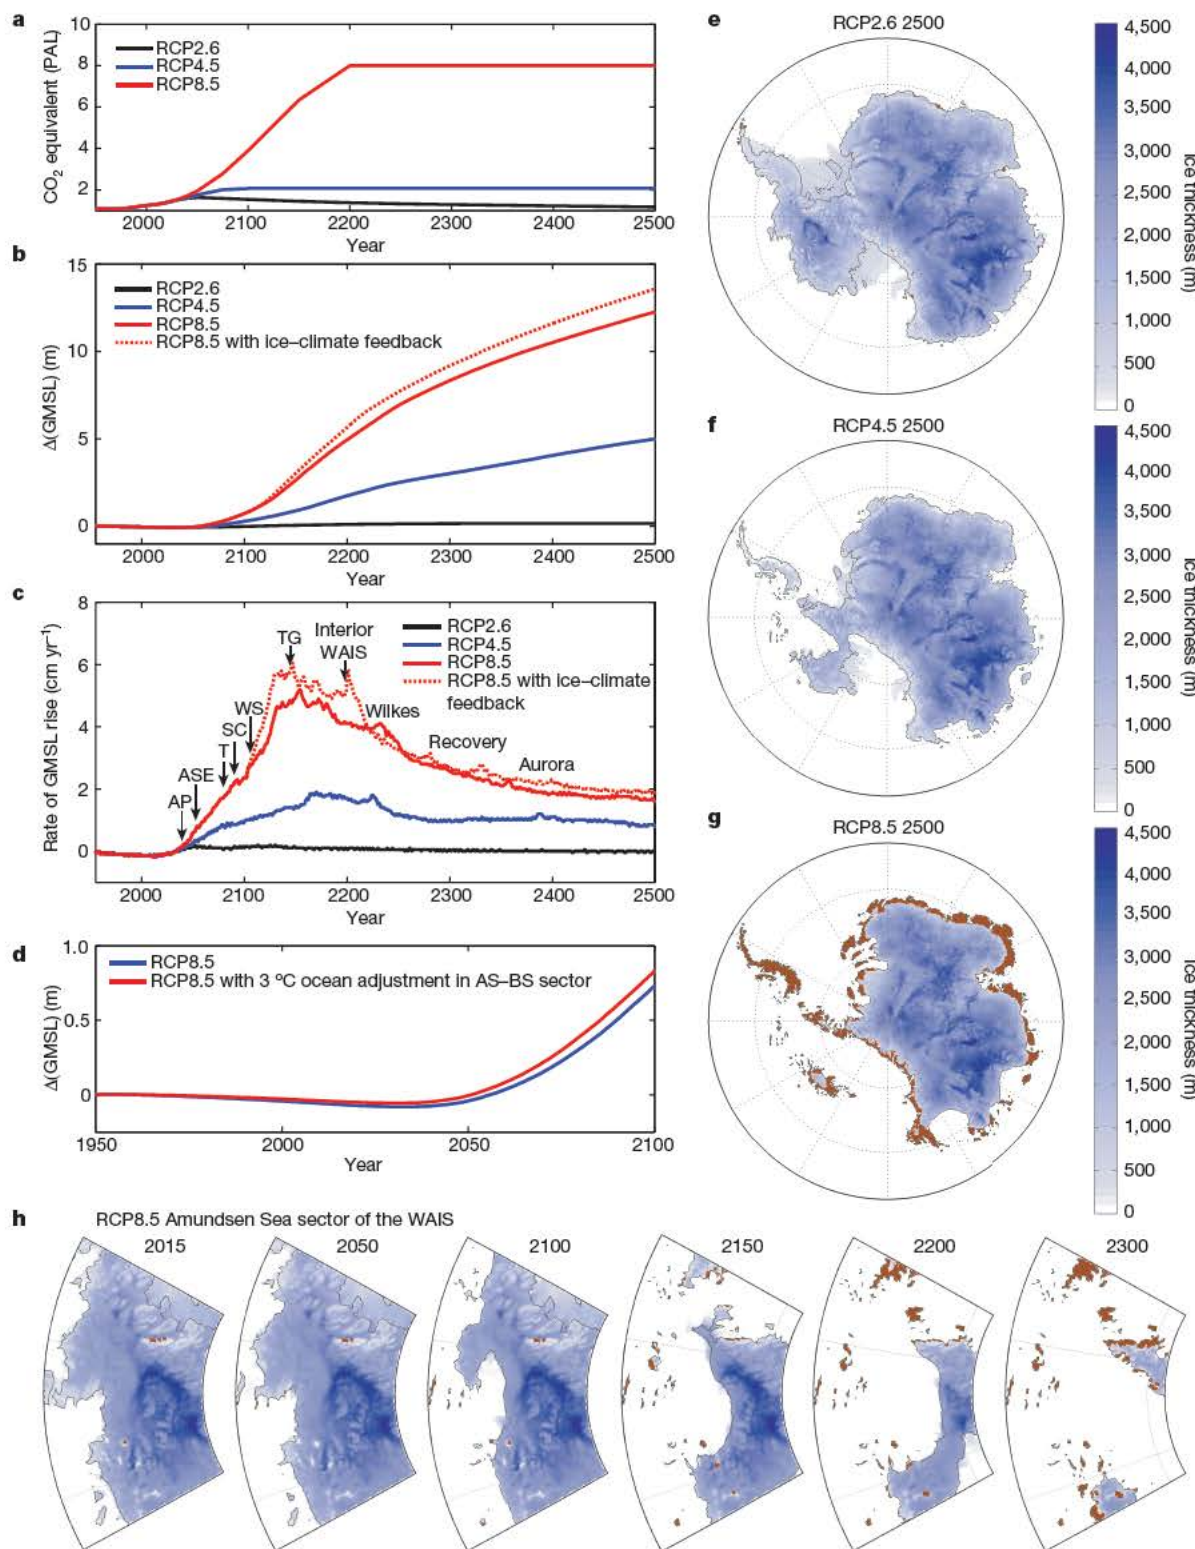 a
10
8
6
4
2
CO₂ equivalent (PAL)
RCP2.6
RCP4.5
RCP8.5
2000 2100 2200 2300 2400 2500
Year
b
15
10
5
0
Δ(GMSL) (m)
RCP2.6
RCP4.5
RCP8.5
RCP8.5 with ice–climate feedback
2000 2100 2200 2300 2400 2500
Year
c
8
6
4
2
0
Rate of GMSL rise (cm yr⁻¹)
RCP2.6
RCP4.5
RCP8.5
RCP8.5 with ice–climate
feedback
AP
ASE
T
SC
WS
TG
Interior
WAIS
Wilkes
Recovery
Aurora
2000 2100 2200 2300 2400 2500
Year
d
1.0
0.5
0
Δ(GMSL) (m)
RCP8.5
RCP8.5 with 3 ºC ocean adjustment in AS–BS sector
1950 2000 2050 2100
Year
e
RCP2.6 2500
4,500
4,000
3,500
3,000
2,500
2,000
1,500
1,000
500
0
Ice thickness (m)
f
RCP4.5 2500
4,500
4,000
3,500
3,000
2,500
2,000
1,500
1,000
500
0
Ice thickness (m)
g
RCP8.5 2500
4,500
4,000
3,500
3,000
2,500
2,000
1,500
1,000
500
0
Ice thickness (m)
h
RCP8.5 Amundsen Sea sector of the WAIS
2015 2050 2100 2150 2200 2300